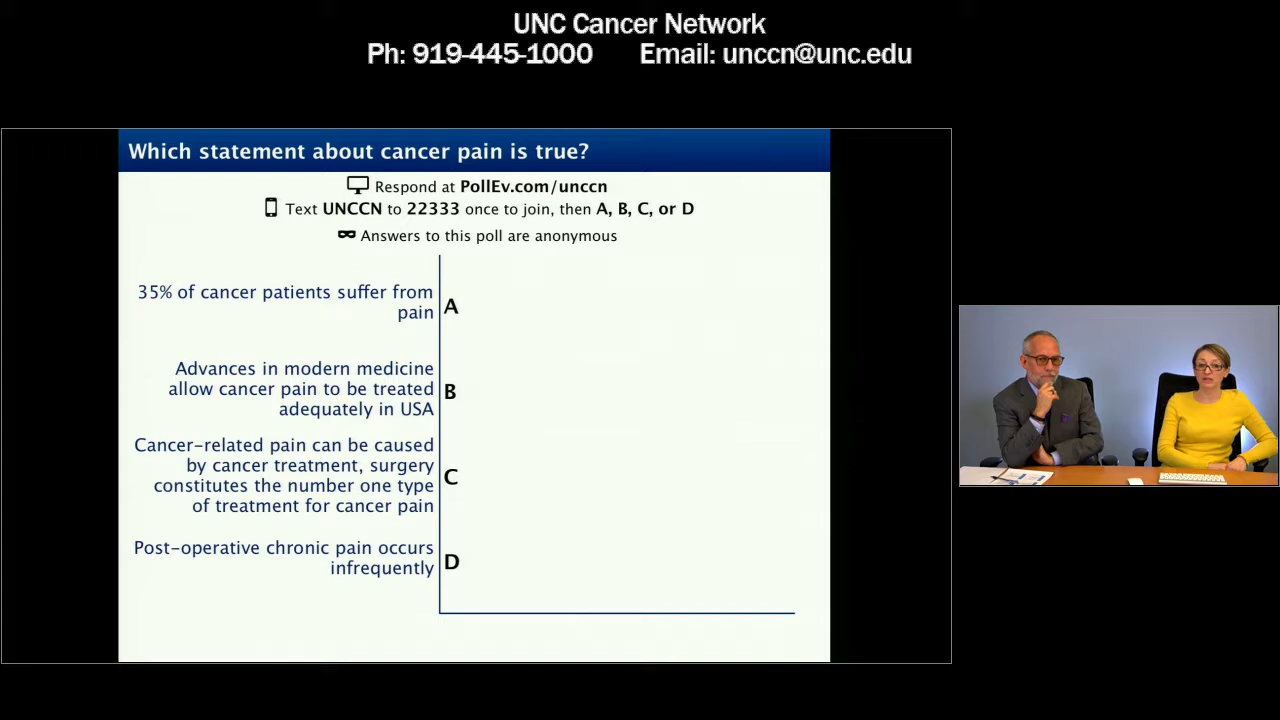 UNC Cancer Network
Ph: 919-445-1000 Email: unccn@unc.edu
Which statement about cancer pain is true?
Respond at PollEv.com/unccn
Text UNCCN to 22333 once to join, then A, B, C, or D
Answers to this poll are anonymous
35% of cancer patients suffer from
pain
A
Advances in modern medicine
allow cancer pain to be treated
adequately in USA
B
Cancer-related pain can be caused
by cancer treatment, surgery
constitutes the number one type
of treatment for cancer pain
C
Post-operative chronic pain occurs
infrequently
D